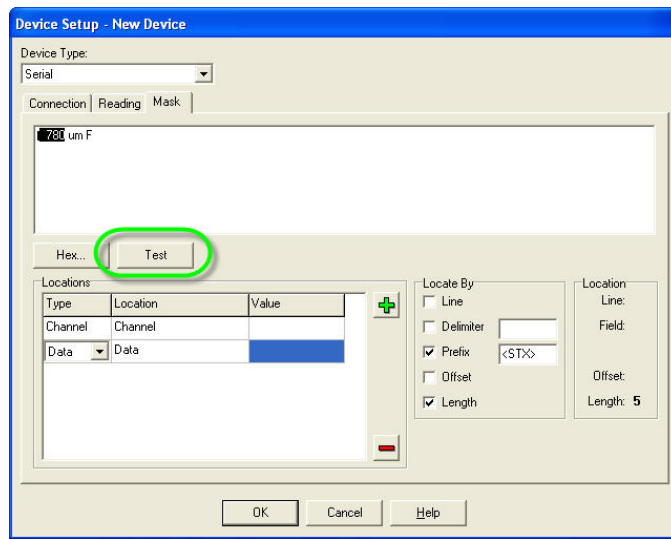 Device Setup - New Device
Device Type:
Serial
Connection Reading Mask
780 um F
Hex... Test
Locations
Type Location Value
Channel Channel
Data Data
Locate By
Line
Delimiter
Prefix <STX>
Offset
Length
Location
Line:
Field:
Offset:
Length: 5
OK Cancel Help